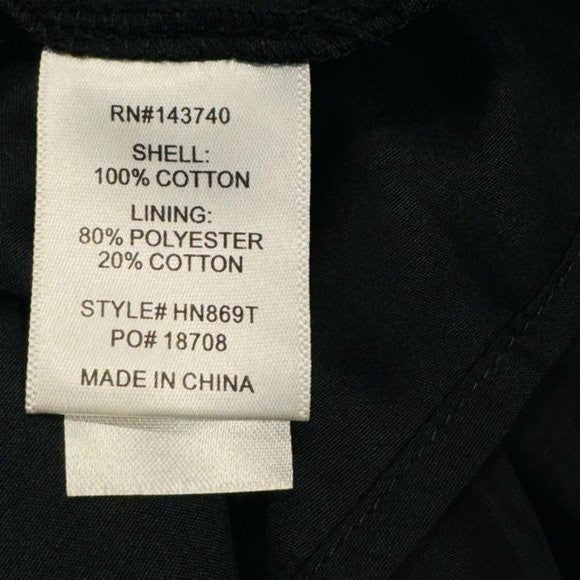 RN#143740
SHELL:
100% COTTON
LINING:
80% POLYESTER
20% COTTON
STYLE# HN869T
PO# 18708
MADE IN CHINA